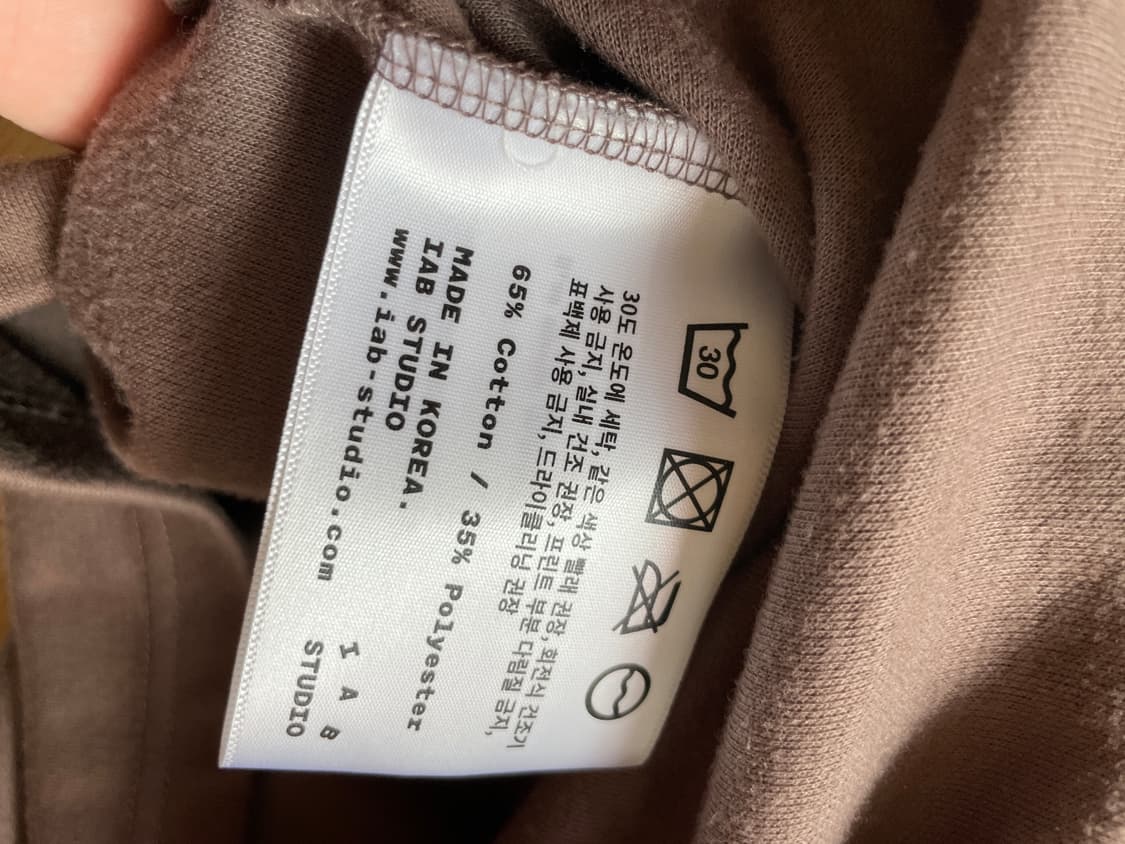 30
30도 온도에 세탁, 같은 색상 빨래 권장, 회전식 건조기
사용 금지, 실내 건조 권장, 프린트 부분 다림질 금지,
표백제 사용 금지, 드라이클리닝 권장
65% Cotton / 35% Polyester
MADE IN KOREA.
IAB STUDIO
www.iab-studio.com
I A B
STUDIO